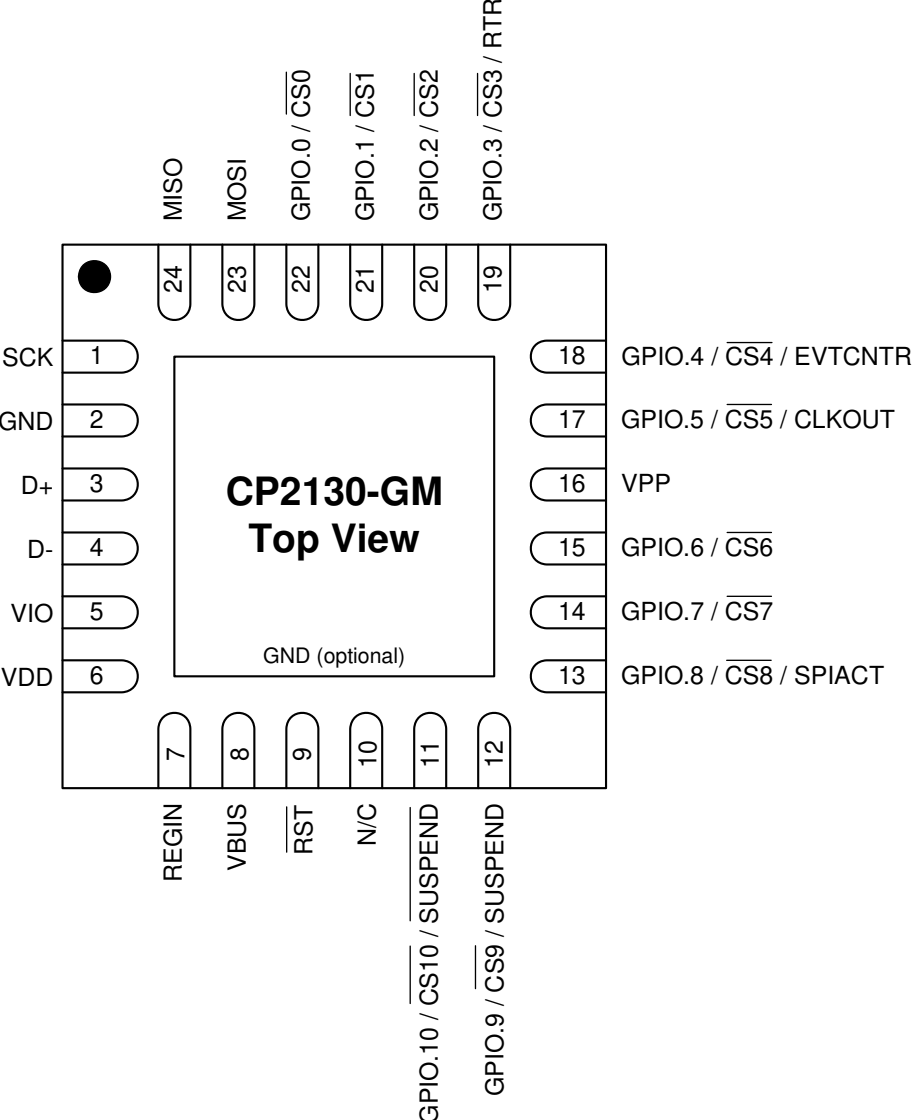 MISO
MOSI
GPIO.0 / CS0
GPIO.1 / CS1
GPIO.2 / CS2
GPIO.3 / CS3 / RTR
24
23
22
21
20
19
SCK 1
GND 2
D+ 3
D- 4
VIO 5
VDD 6
CP2130-GM
Top View
GND (optional)
18 GPIO.4 / CS4 / EVTCNTR
17 GPIO.5 / CS5 / CLKOUT
16 VPP
15 GPIO.6 / CS6
14 GPIO.7 / CS7
13 GPIO.8 / CS8 / SPIACT
7
8
9
10
11
12
REGIN
VBUS
RST
N/C
GPIO.10 / CS10 / SUSPEND
GPIO.9 / CS9 / SUSPEND